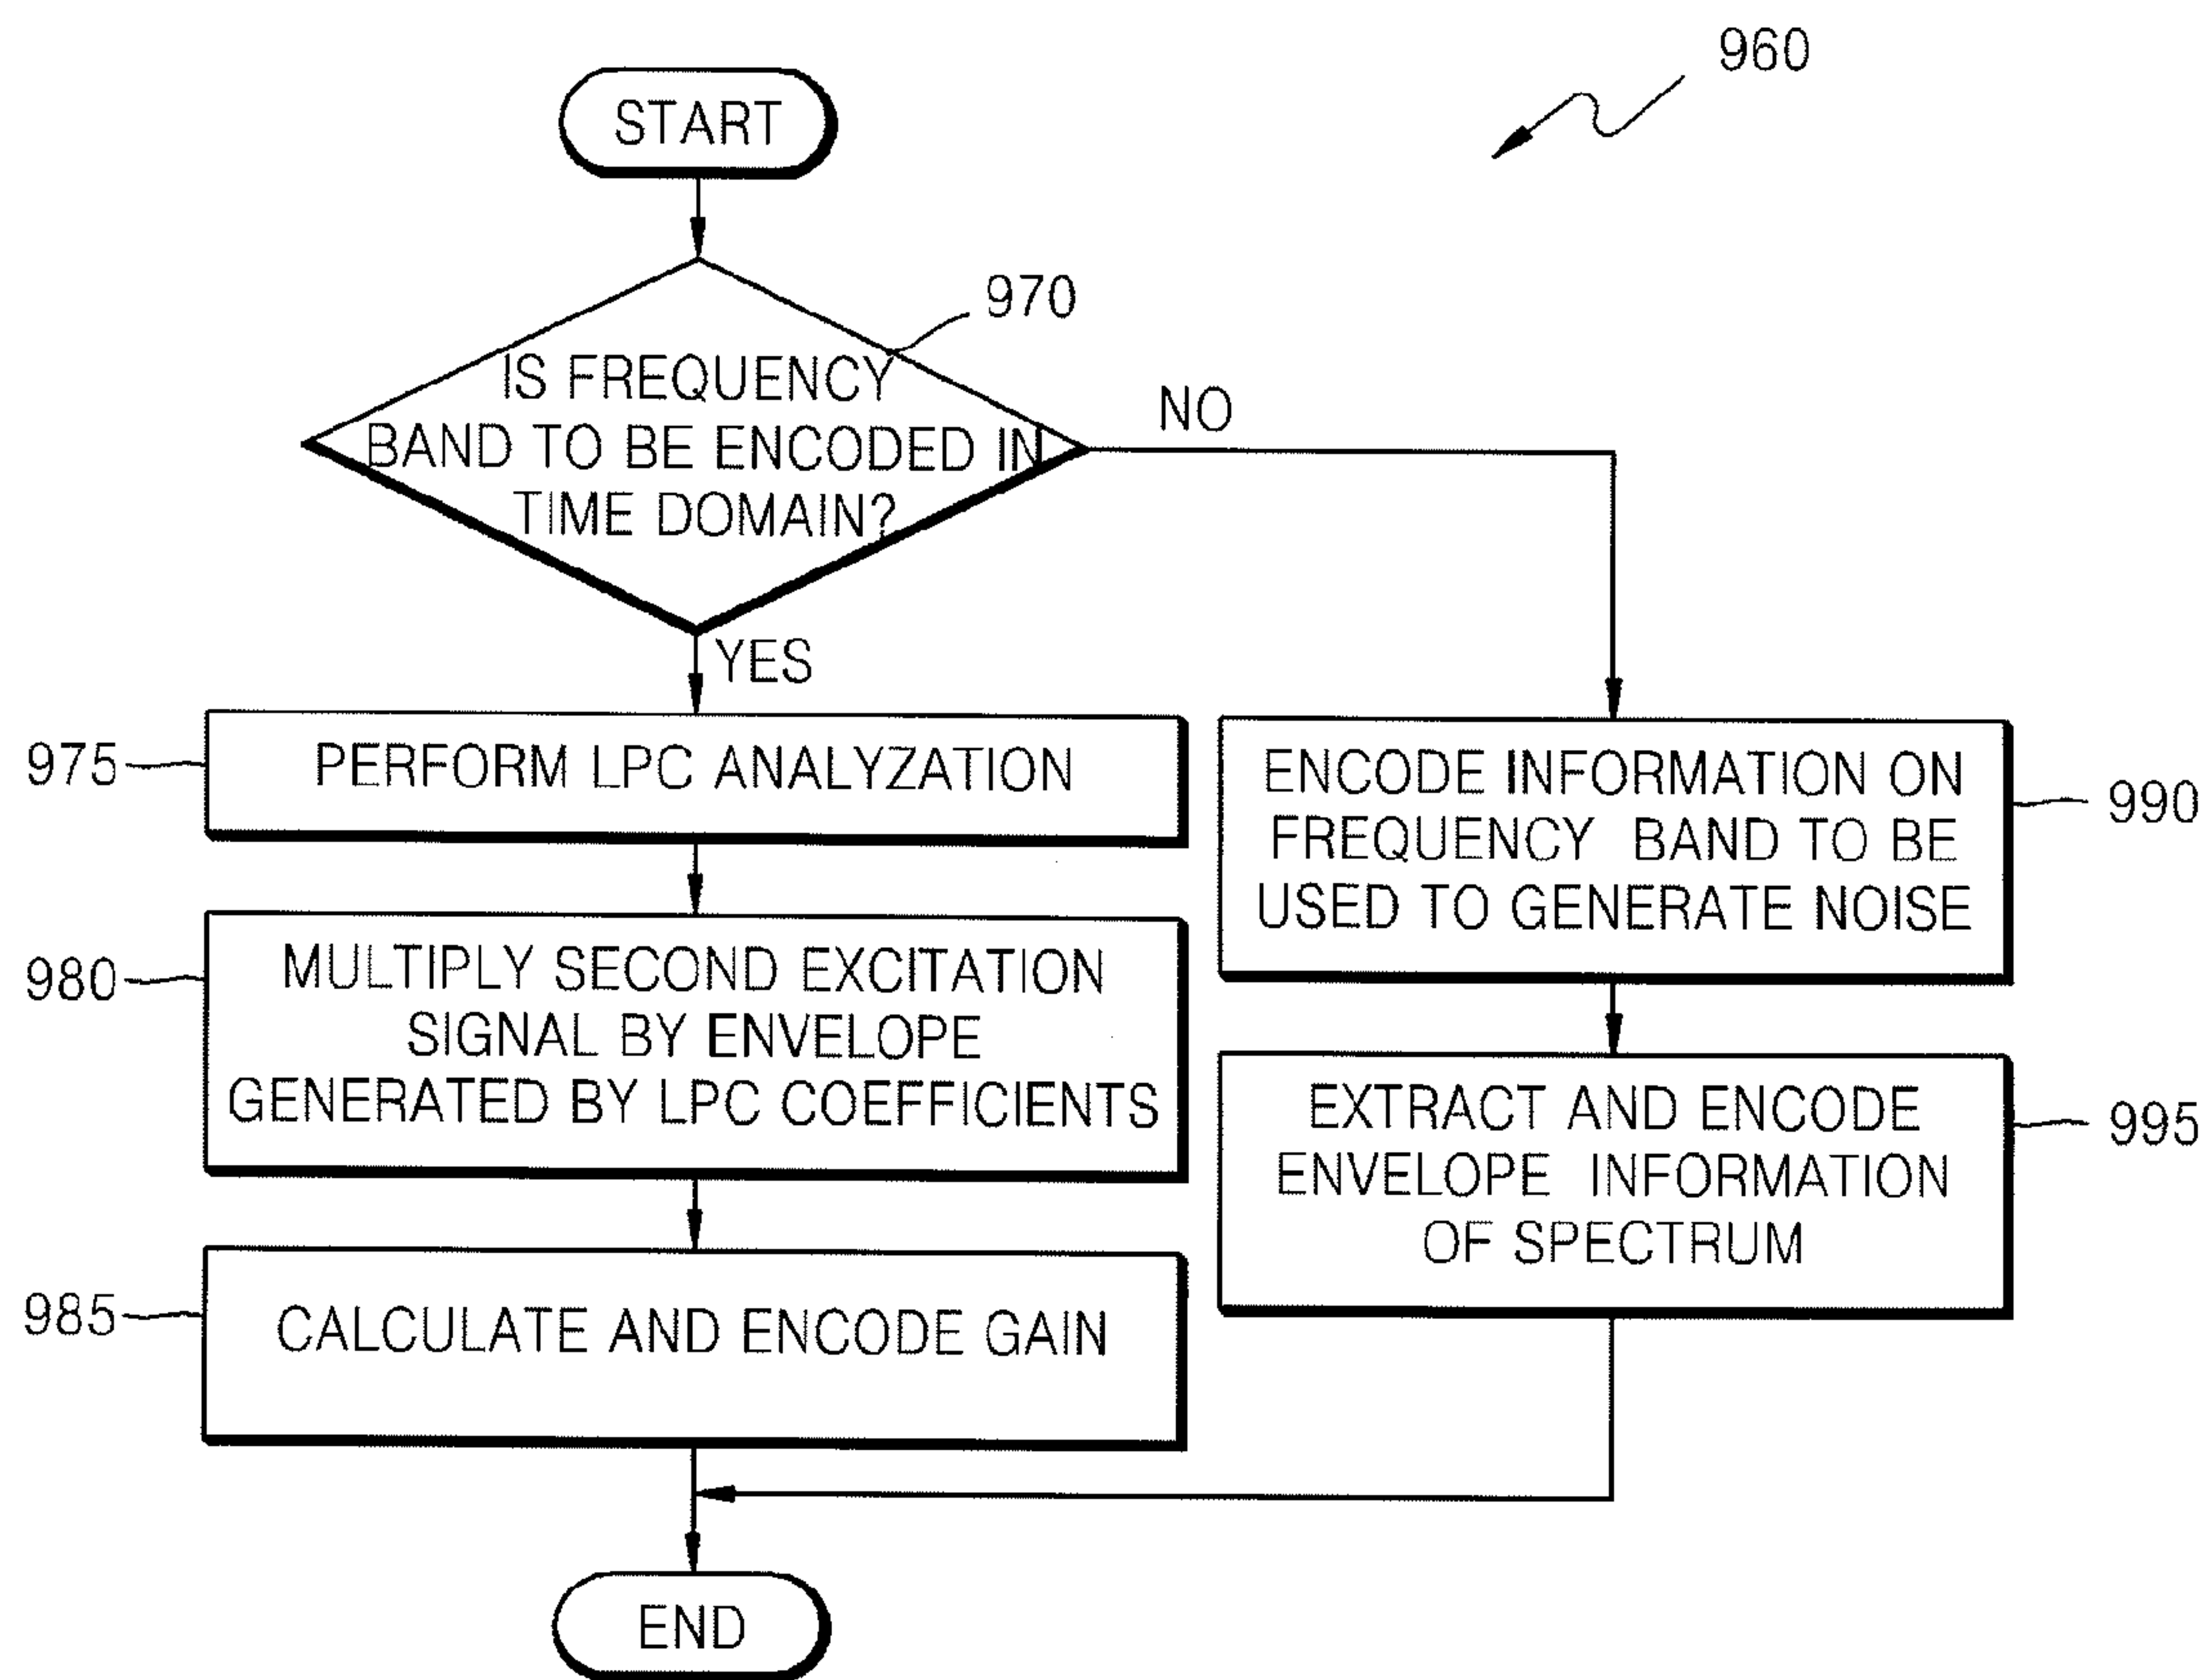 960
START
970
IS FREQUENCY
BAND TO BE ENCODED IN
TIME DOMAIN?
NO
YES
975
PERFORM LPC ANALYZATION
980
MULTIPLY SECOND EXCITATION
SIGNAL BY ENVELOPE
GENERATED BY LPC COEFFICIENTS
985
CALCULATE AND ENCODE GAIN
ENCODE INFORMATION ON
FREQUENCY BAND TO BE
USED TO GENERATE NOISE
990
EXTRACT AND ENCODE
ENVELOPE INFORMATION
OF SPECTRUM
995
END